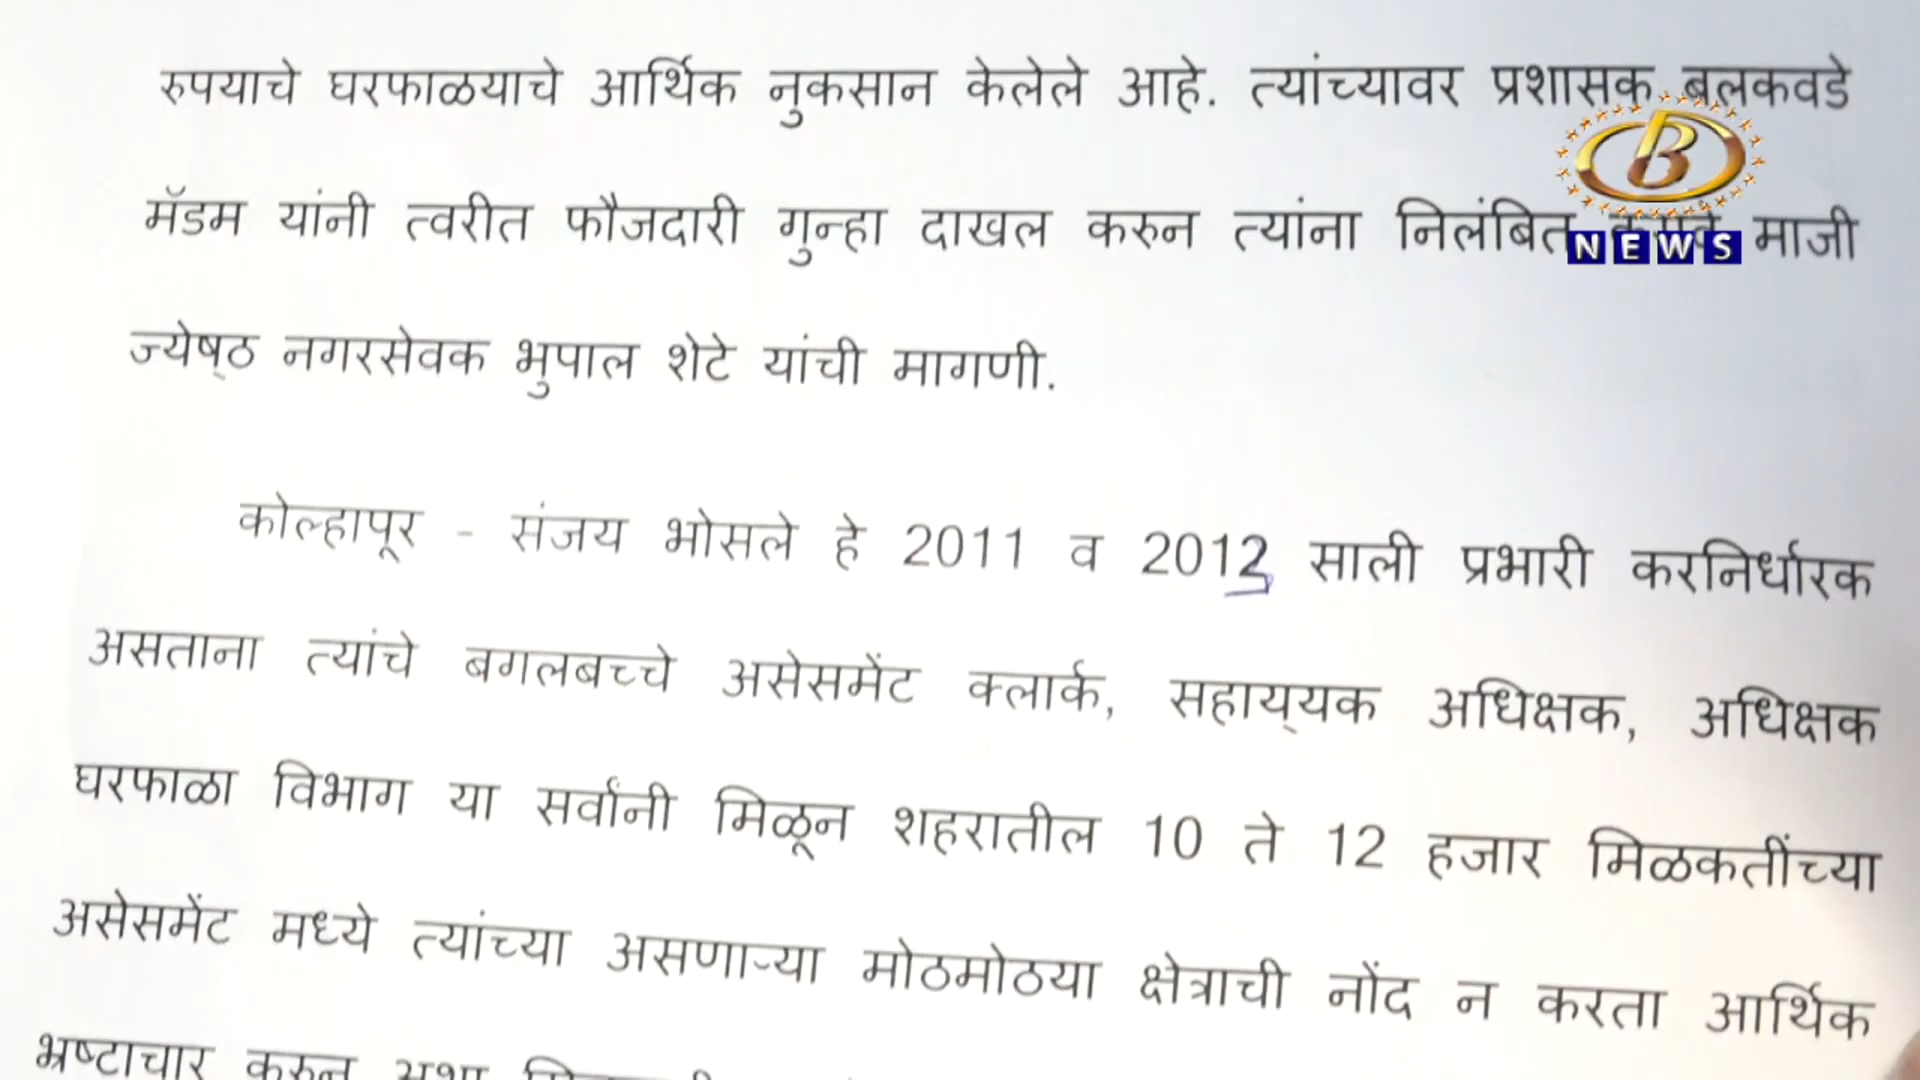 रुपयाचे घरफाळयाचे आर्थिक नुकसान केलेले आहे. त्यांच्यावर प्रशासक बलकवडे
मॅडम यांनी त्वरीत फौजदारी गुन्हा दाखल करुन त्यांना निलंबित माजी
B
NEWS
ज्येष्ठ नगरसेवक भुपाल शेटे यांची मागणी.
कोल्हापूर - संजय भोसले हे 2011 व 2012 साली प्रभारी करनिर्धारक
असताना त्यांचे बगलबच्चे असेसमेंट क्लार्क, सहाय्‍यक अधिक्षक, अधिक्षक
घरफाळा विभाग या सर्वांनी मिळून शहरातील 10 ते 12 हजार मिळकतींच्या
असेसमेंट मध्ये त्यांच्या असणाऱ्या मोठमोठया क्षेत्राची नोंद न करता आर्थिक
भ्रष्टाचार करुन अशा